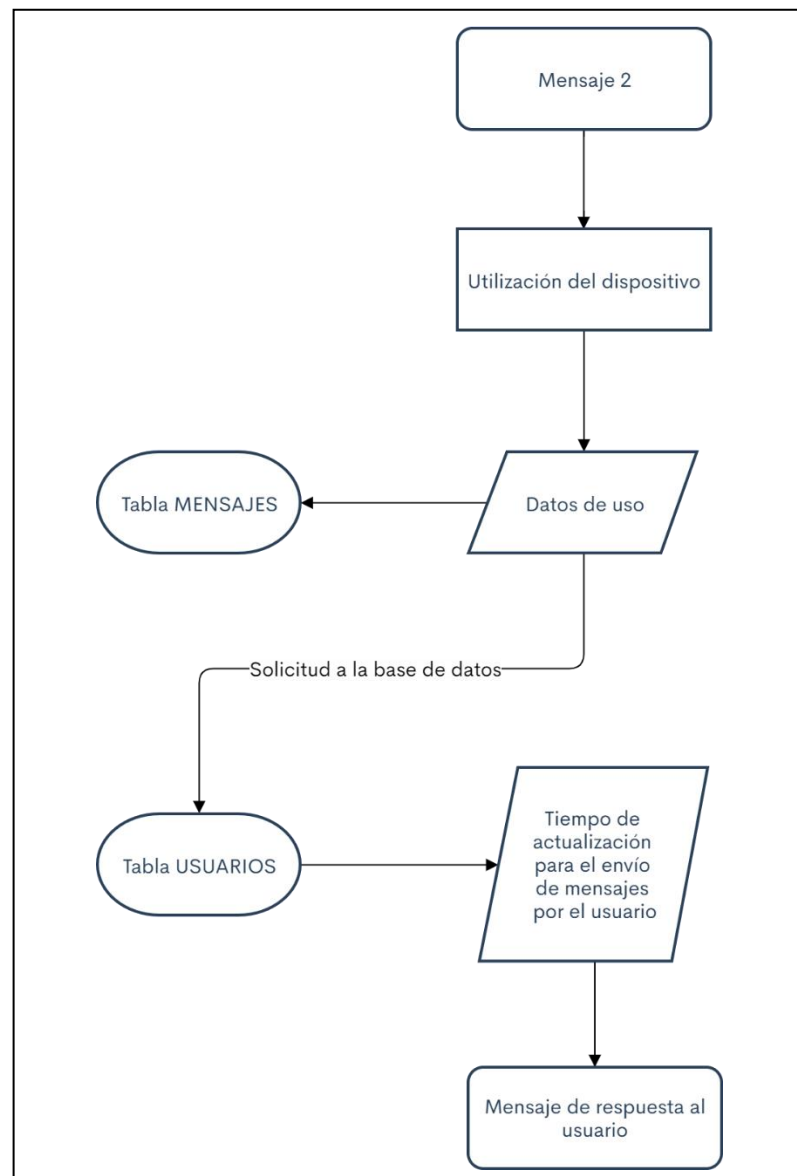 Mensaje 2
Utilización del dispositivo
Tabla MENSAJES
Datos de uso
Solicitud a la base de datos
Tabla USUARIOS
Tiempo de
actualización
para el envío
de mensajes
por el usuario
Mensaje de respuesta al
usuario